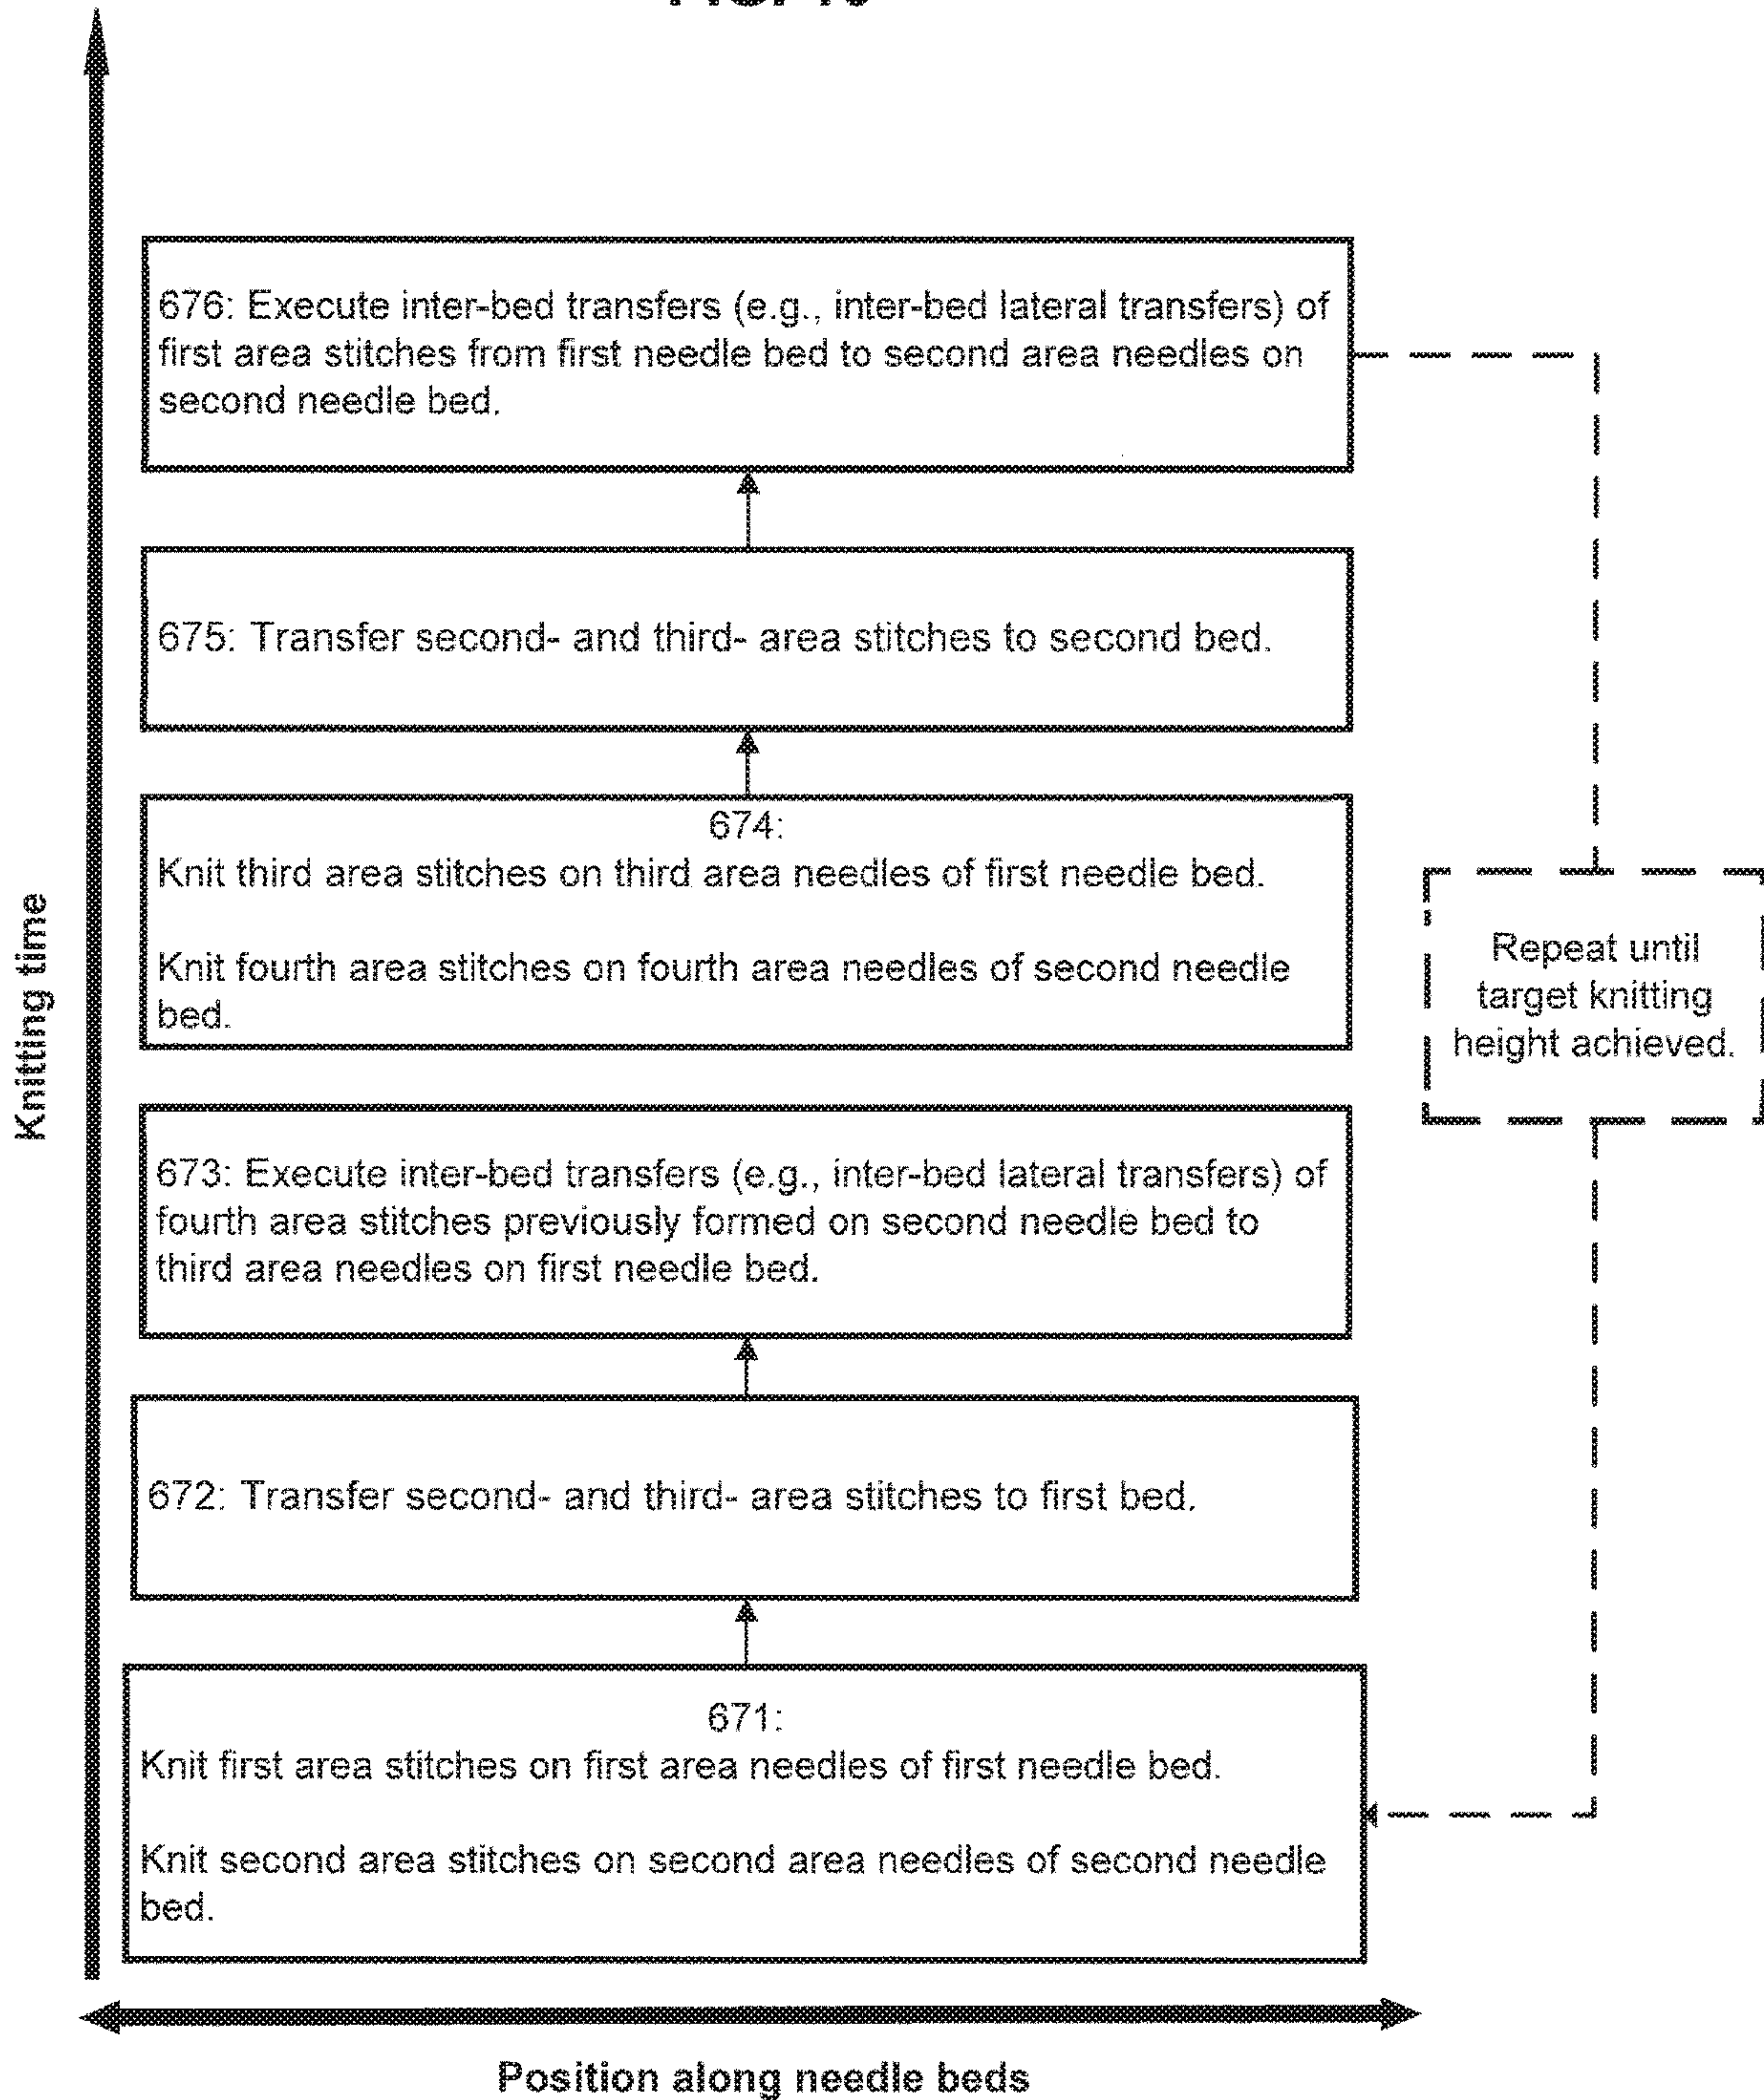 676: Execute inter-bed transfers (e.g., inter-bed lateral transfers) of
first area stitches from first needle bed to second area needles on
second needle bed.
675: Transfer second- and third- area stitches to second bed.
674:
Knit third area stitches on third area needles of first needle bed.
Knit fourth area stitches on fourth area needles of second needle
bed.
Repeat until
target knitting
height achieved.
Knitting time
673: Execute inter-bed transfers (e.g., inter-bed lateral transfers) of
fourth area stitches previously formed on second needle bed to
third area needles on first needle bed.
672: Transfer second- and third- area stitches to first bed.
671:
Knit first area stitches on first area needles of first needle bed.
Knit second area stitches on second area needles of second needle
bed.
Position along needle beds